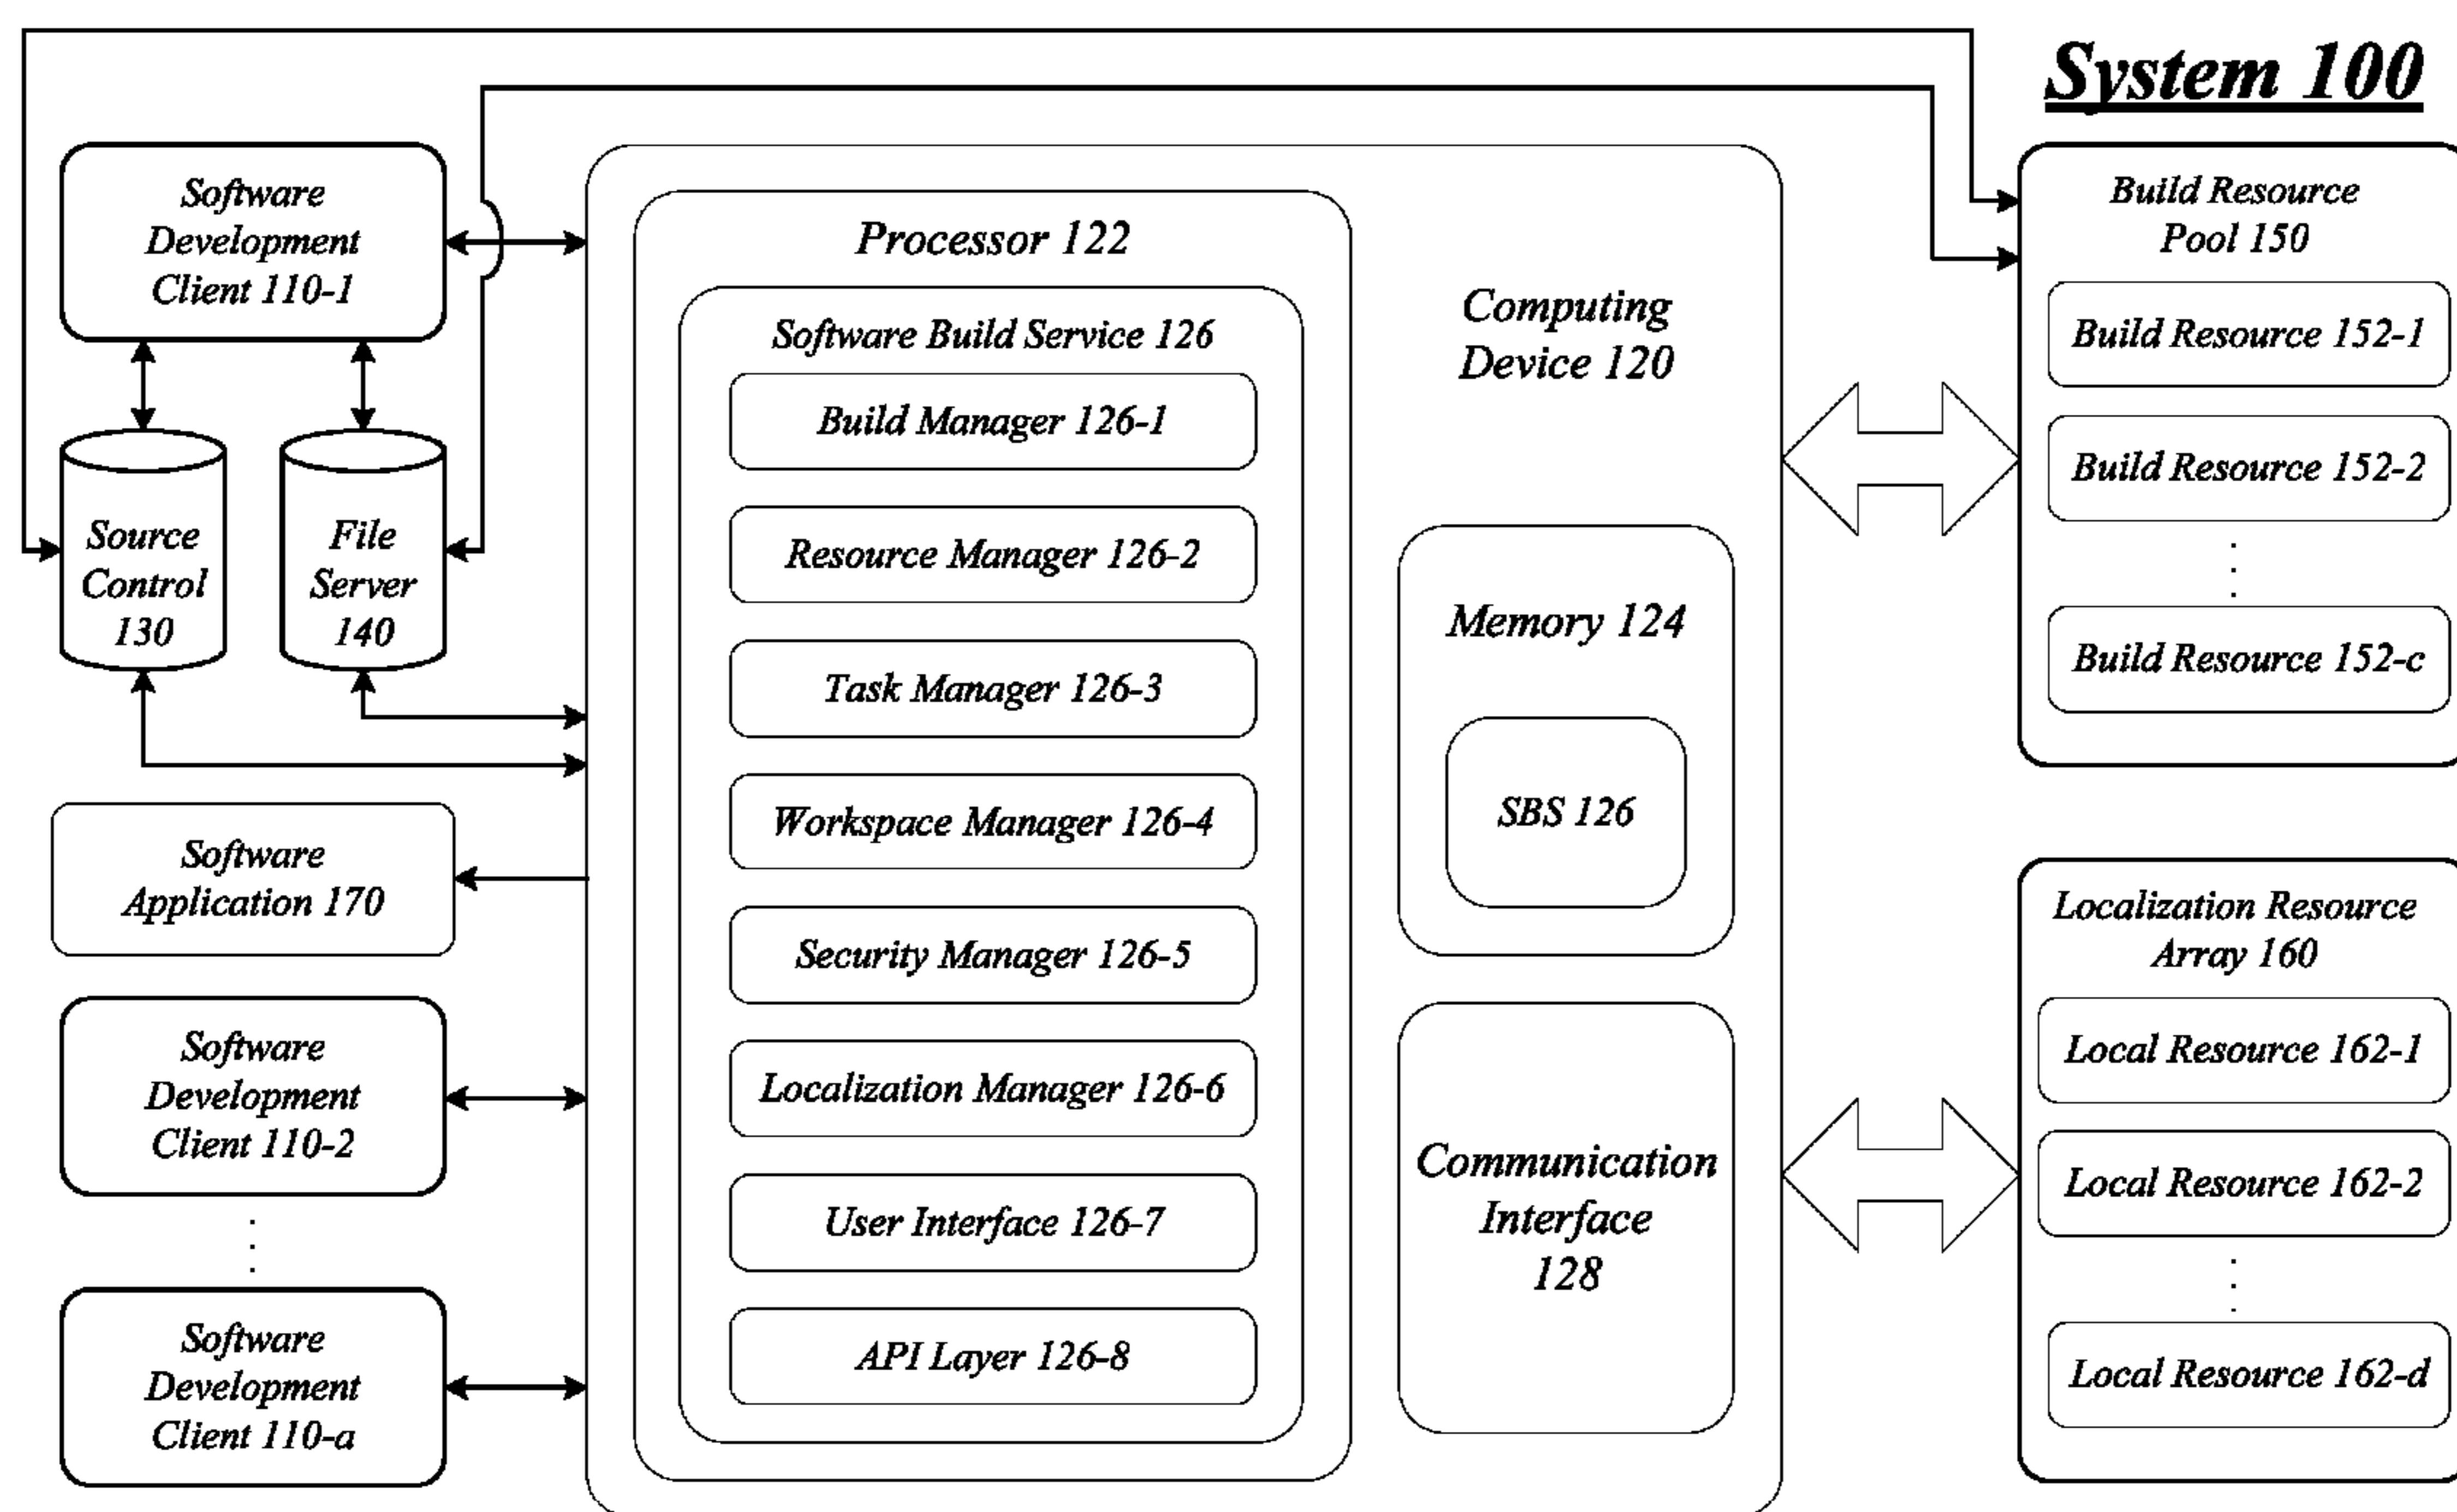 System 100
Software
Development
Client 110-1
Source
Control
130
File
Server
140
Software
Application 170
Software
Development
Client 110-2
Software
Development
Client 110-a
Processor 122
Software Build Service 126
Build Manager 126-1
Resource Manager 126-2
Task Manager 126-3
Workspace Manager 126-4
Security Manager 126-5
Localization Manager 126-6
User Interface 126-7
API Layer 126-8
Computing
Device 120
Memory 124
SBS 126
Communication
Interface
128
Build Resource
Pool 150
Build Resource 152-1
Build Resource 152-2
Build Resource 152-c
Localization Resource
Array 160
Local Resource 162-1
Local Resource 162-2
Local Resource 162-d